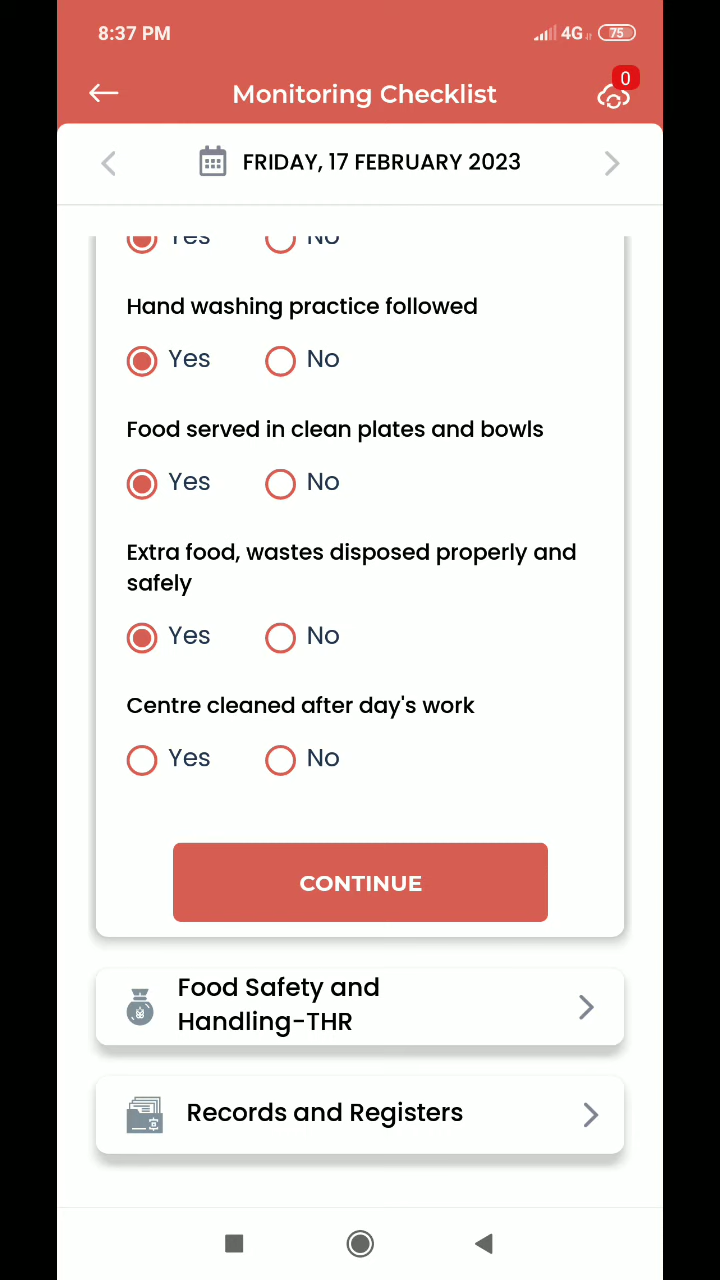 8:37 PM
4G
75
0
Monitoring Checklist
FRIDAY, 17 FEBRUARY 2023
Yes No
Hand washing practice followed
Yes No
Food served in clean plates and bowls
Yes No
Extra food, wastes disposed properly and
safely
Yes No
Centre cleaned after day's work
Yes No
CONTINUE
Food Safety and
Handling-THR
Records and Registers